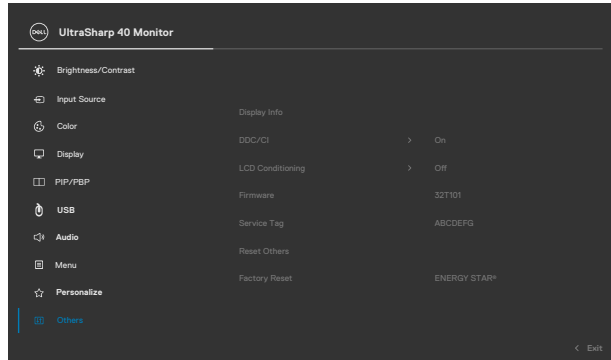 DELL UltraSharp 40 Monitor
Brightness/Contrast
Input Source
Color
Display
PIP/PBP
USB
Audio
Menu
Personalize
Others
Display Info
DDC/CI > On
LCD Conditioning > Off
Firmware 32T101
Service Tag ABCDEFG
Reset Others
Factory Reset ENERGY STAR®
< Exit